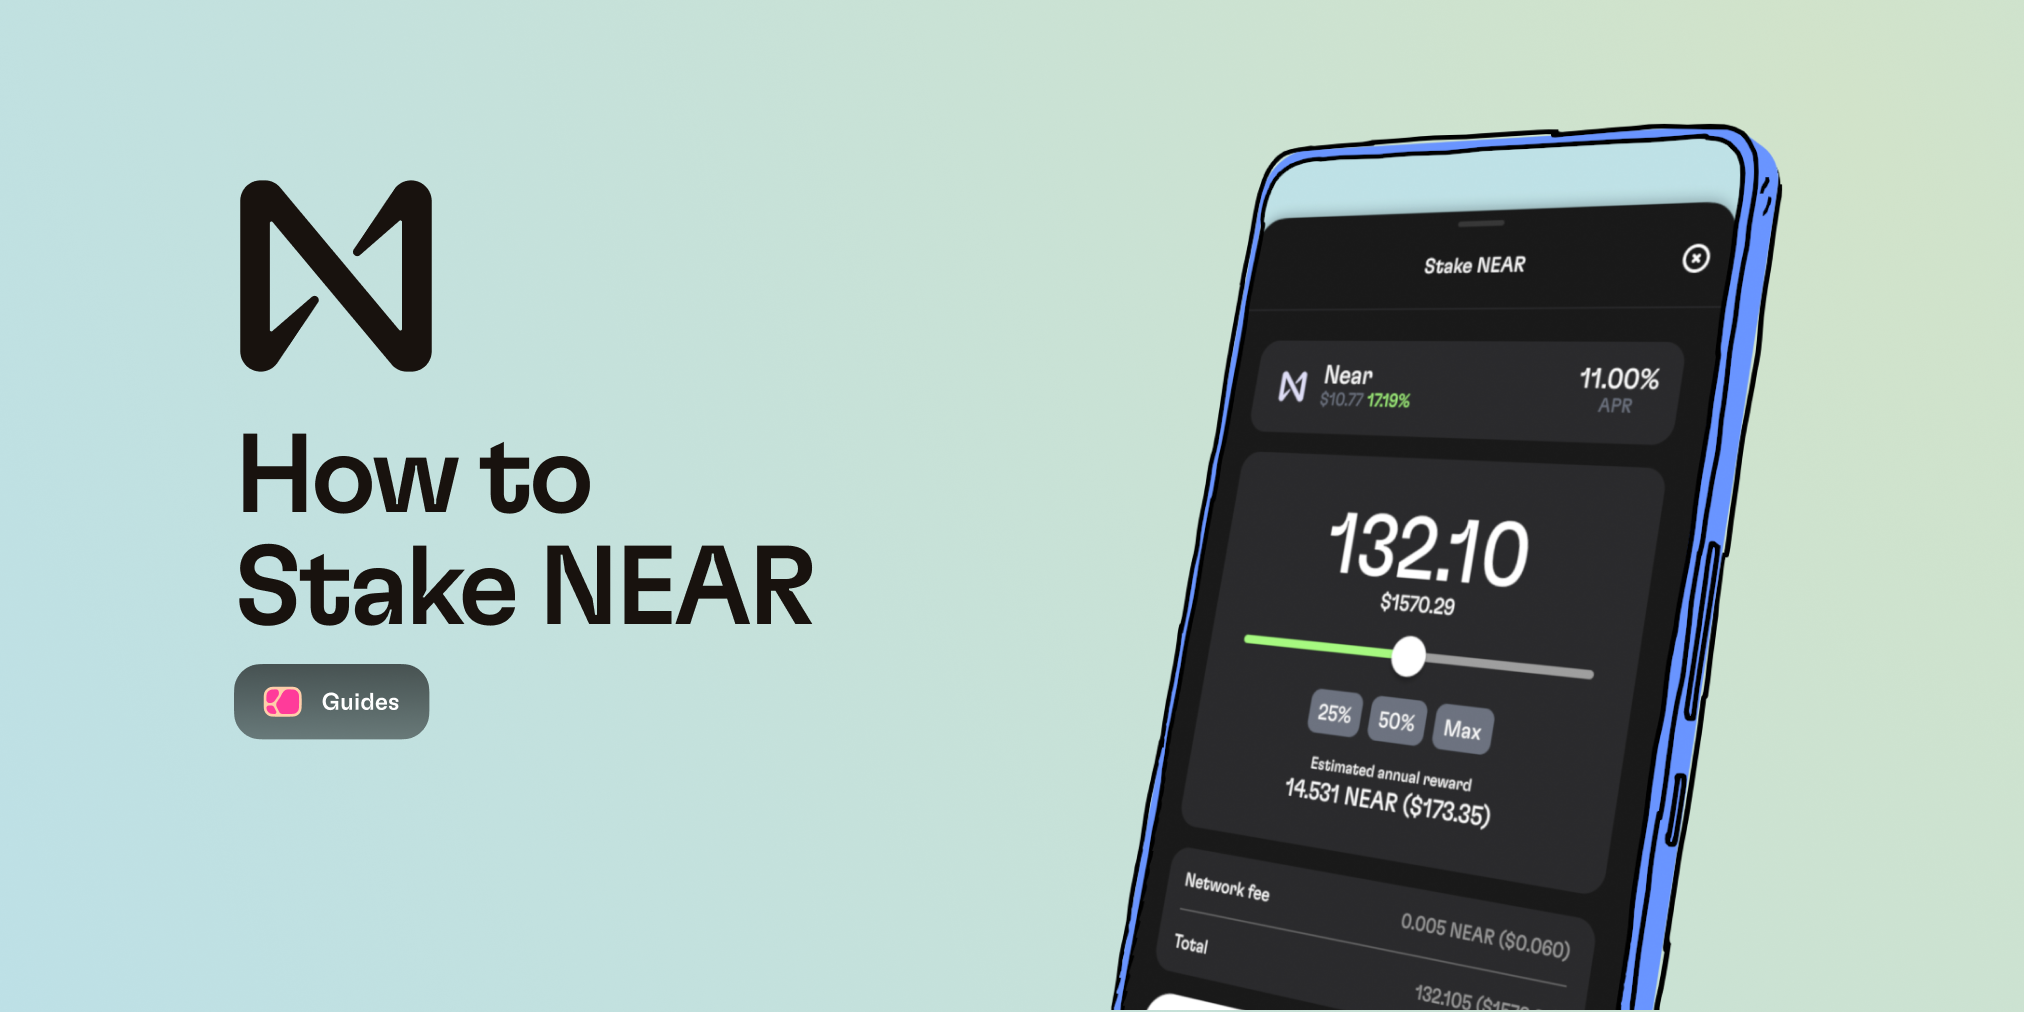 How to
Stake NEAR
Guides
Stake NEAR
Near
$10.77 17.19%
11.00%
APR
132.10
$1570.29
25% 50% Max
Estimated annual reward
14.531 NEAR ($173.35)
Network fee
0.005 NEAR ($0.060)
Total
132.105